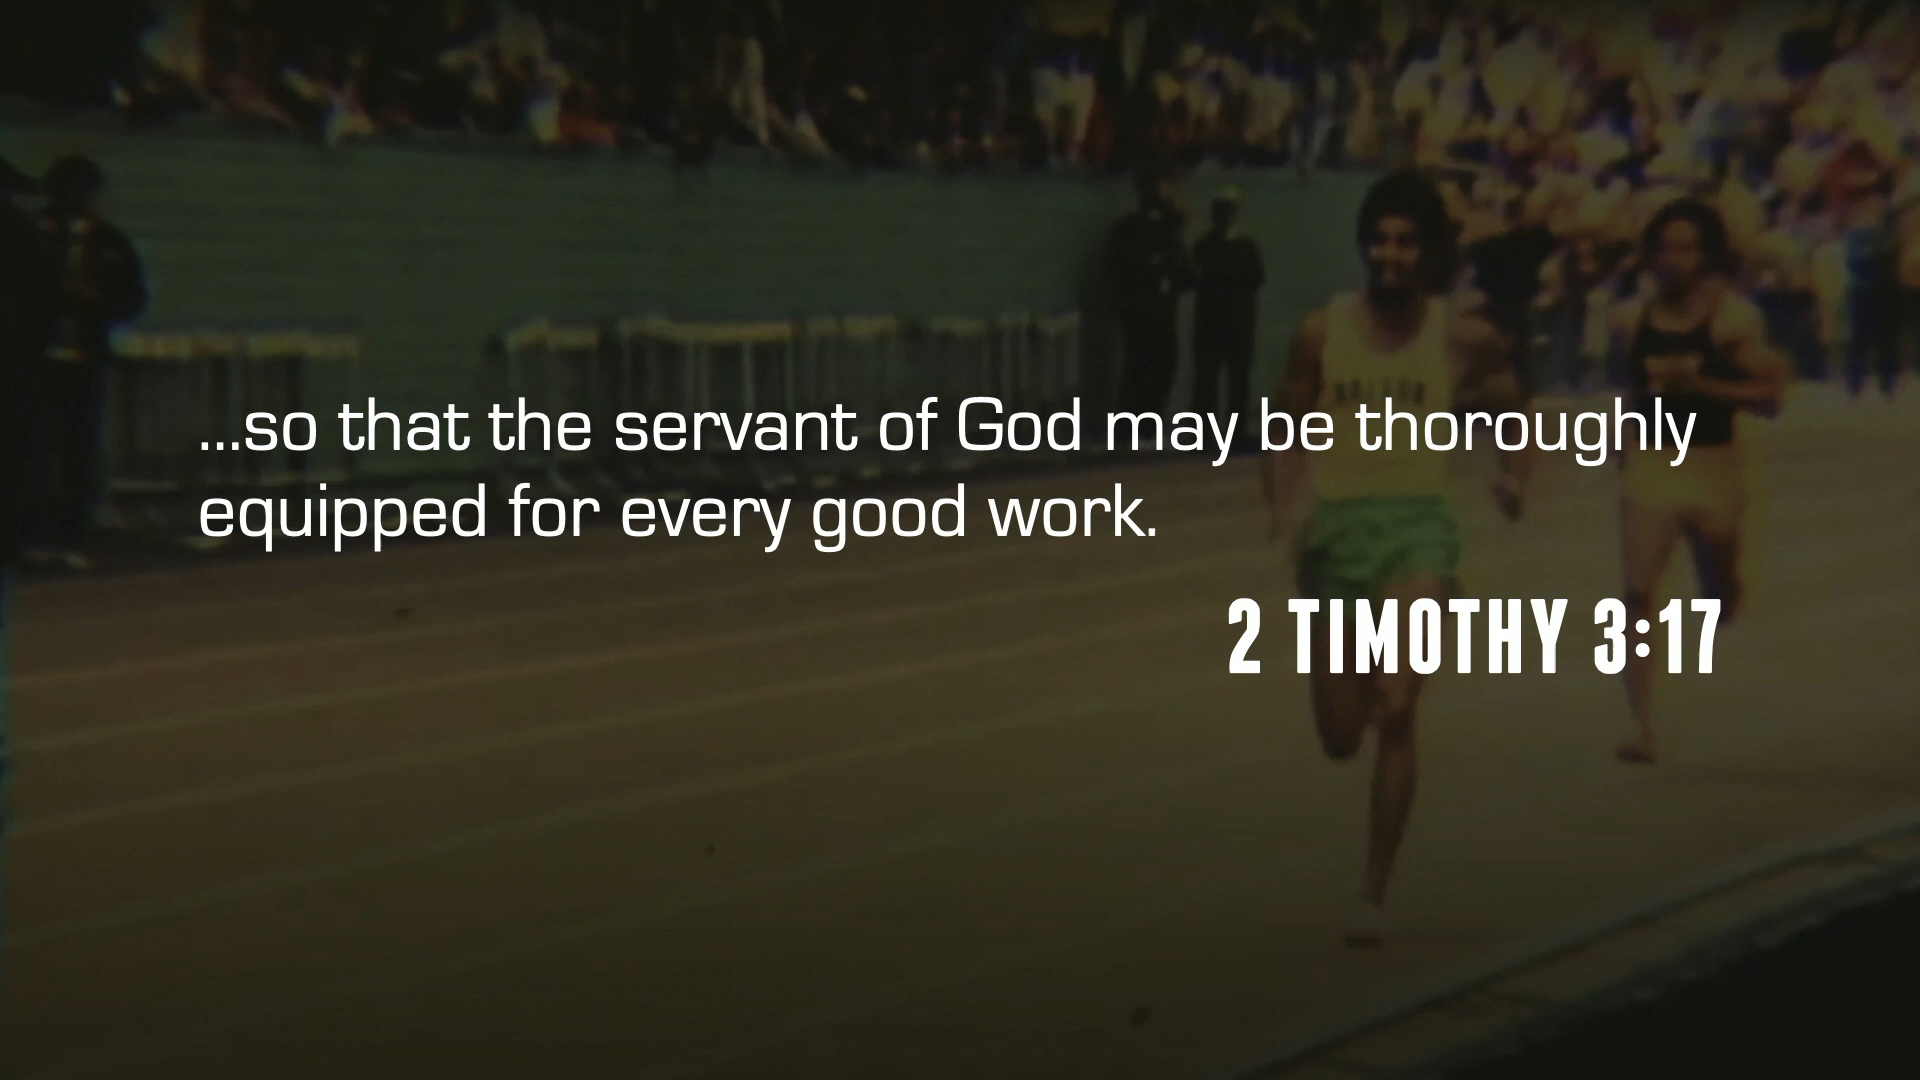 ...so that the servant of God may be thoroughly
equipped for every good work.
2 TIMOTHY 3:17